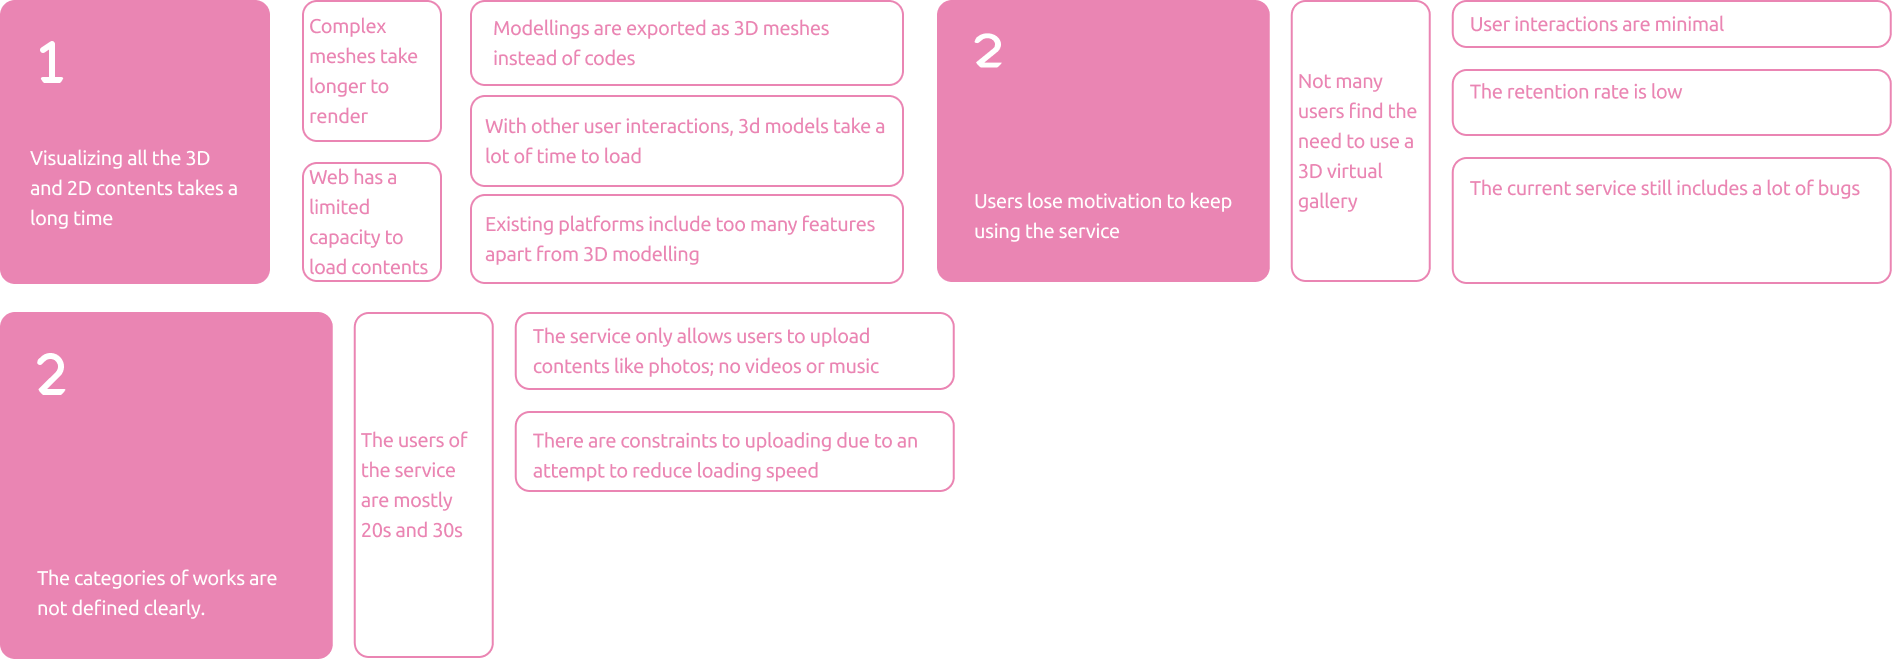 1
Visualizing all the 3D
and 2D contents takes a
long time
Complex
meshes take
longer to
render
Web has a
limited
capacity to
load contents
Modellings are exported as 3D meshes
instead of codes
With other user interactions, 3d models take a
lot of time to load
Existing platforms include too many features
apart from 3D modelling
2
Users lose motivation to keep
using the service
Not many
users find the
need to use a
3D virtual
gallery
User interactions are minimal
The retention rate is low
The current service still includes a lot of bugs
2
The categories of works are
not defined clearly.
The users of
the service
are mostly
20s and 30s
The service only allows users to upload
contents like photos; no videos or music
There are constraints to uploading due to an
attempt to reduce loading speed